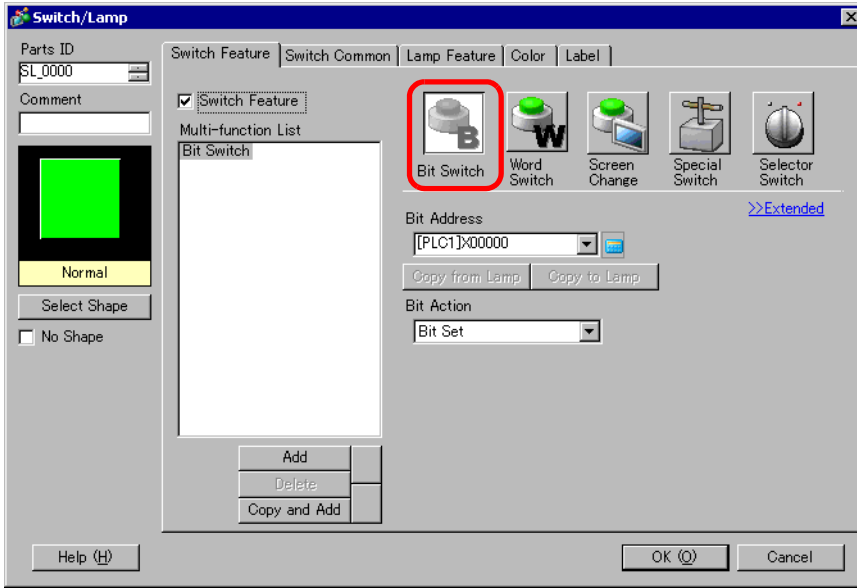 Switch/Lamp
Parts ID
SL_0000
Comment
Normal
Select Shape
No Shape
Switch Feature
Switch Common
Lamp Feature
Color
Label
Switch Feature
Multi-function List
Bit Switch
Add
Delete
Copy and Add
B
Bit Switch
W
Word
Switch
Screen
Change
Special
Switch
Selector
Switch
>>Extended
Bit Address
[PLC1]X00000
Copy from Lamp
Copy to Lamp
Bit Action
Bit Set
Help (H)
OK (O)
Cancel